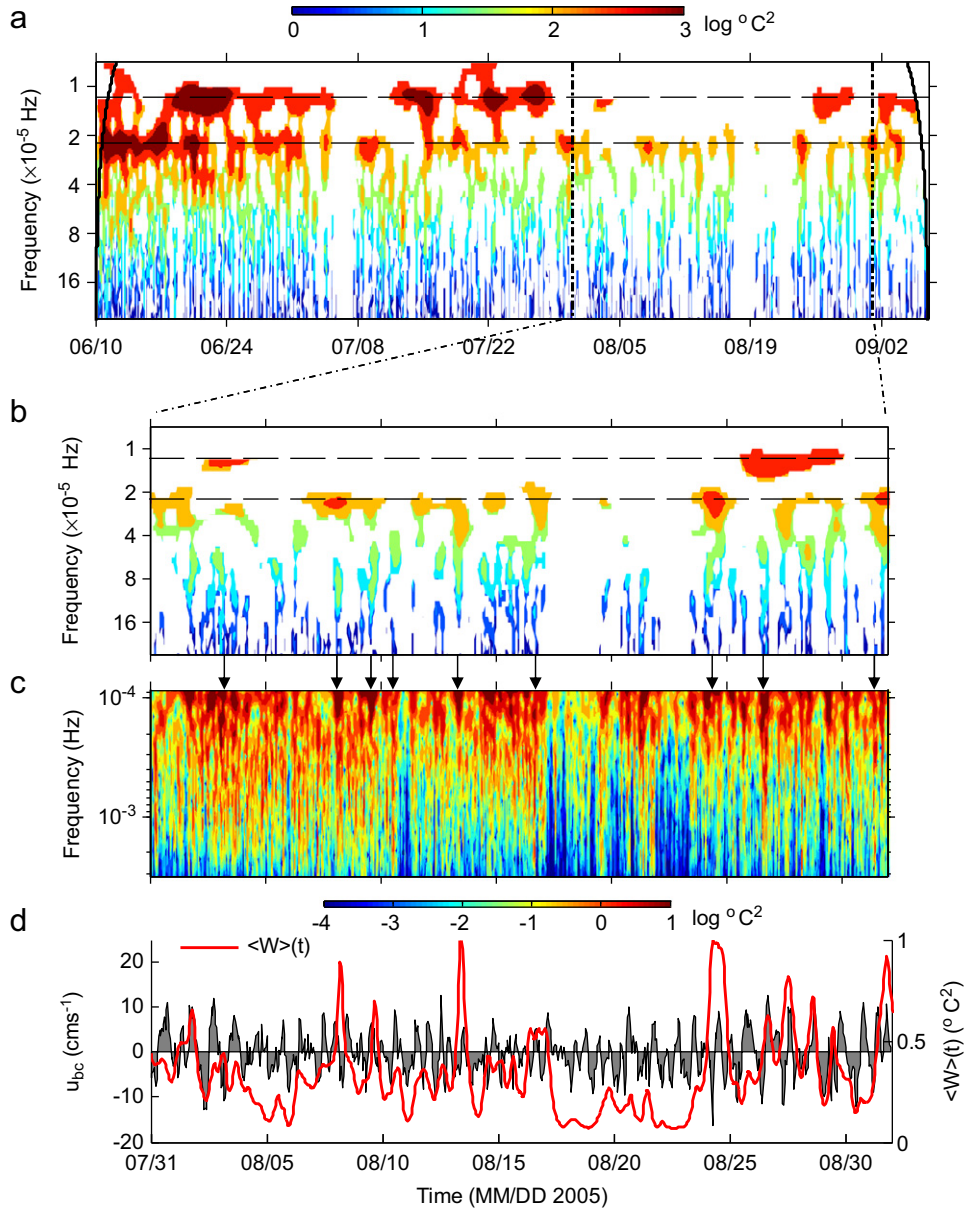 a
0 1 2 3 log °C²
Frequency (×10⁻⁵ Hz)
1
2
4
8
16
06/10 06/24 07/08 07/22 08/05 08/19 09/02
b
Frequency (×10⁻⁵ Hz)
1
2
4
8
16
c
Frequency (Hz)
10⁻⁴
10⁻³
-4 -3 -2 -1 0 1 log °C²
d
<W>(t)
u_bc (cms⁻¹)
20
10
0
-10
-20
1
0.5
0
<W>(t) (°C²)
07/31 08/05 08/10 08/15 08/20 08/25 08/30
Time (MM/DD 2005)